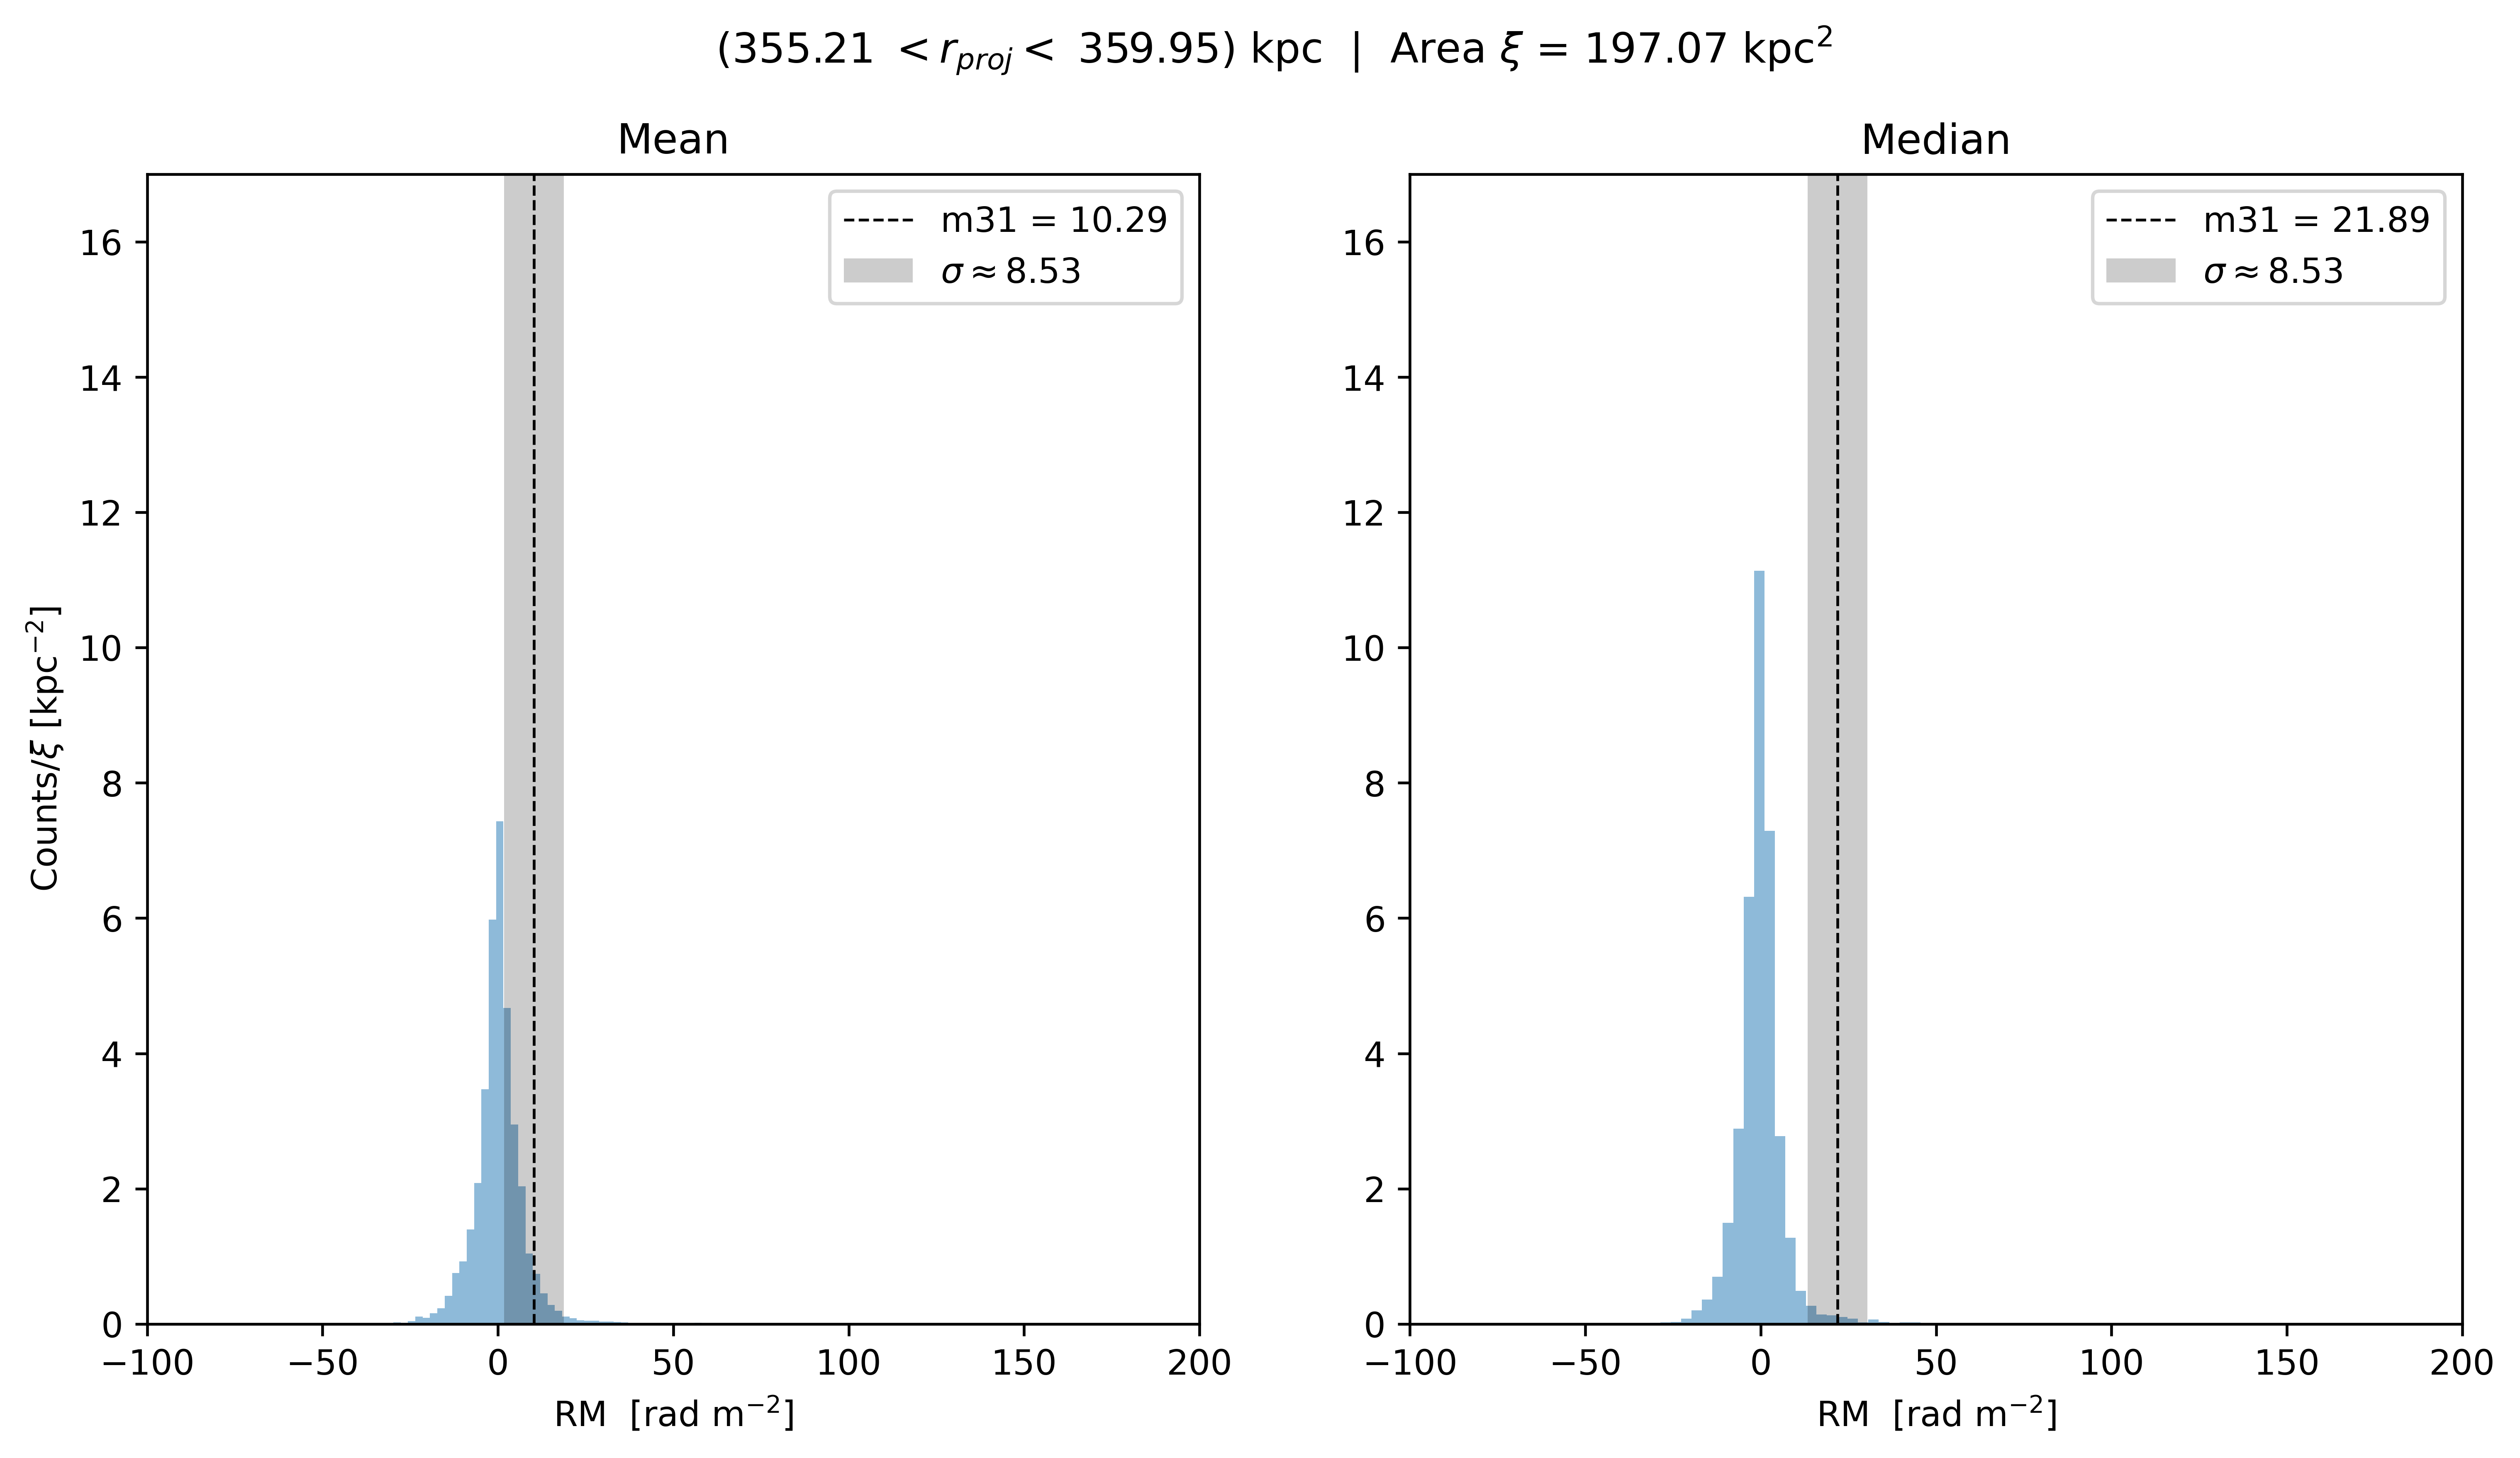 (355.21 < r_proj < 359.95) kpc | Area ξ = 197.07 kpc²
Mean
m31 = 10.29
σ ≈ 8.53
16
14
12
10
8
6
4
2
0
Counts/ξ [kpc⁻²]
−100 −50 0 50 100 150 200
RM [rad m⁻²]
Median
m31 = 21.89
σ ≈ 8.53
16
14
12
10
8
6
4
2
0
−100 −50 0 50 100 150 200
RM [rad m⁻²]